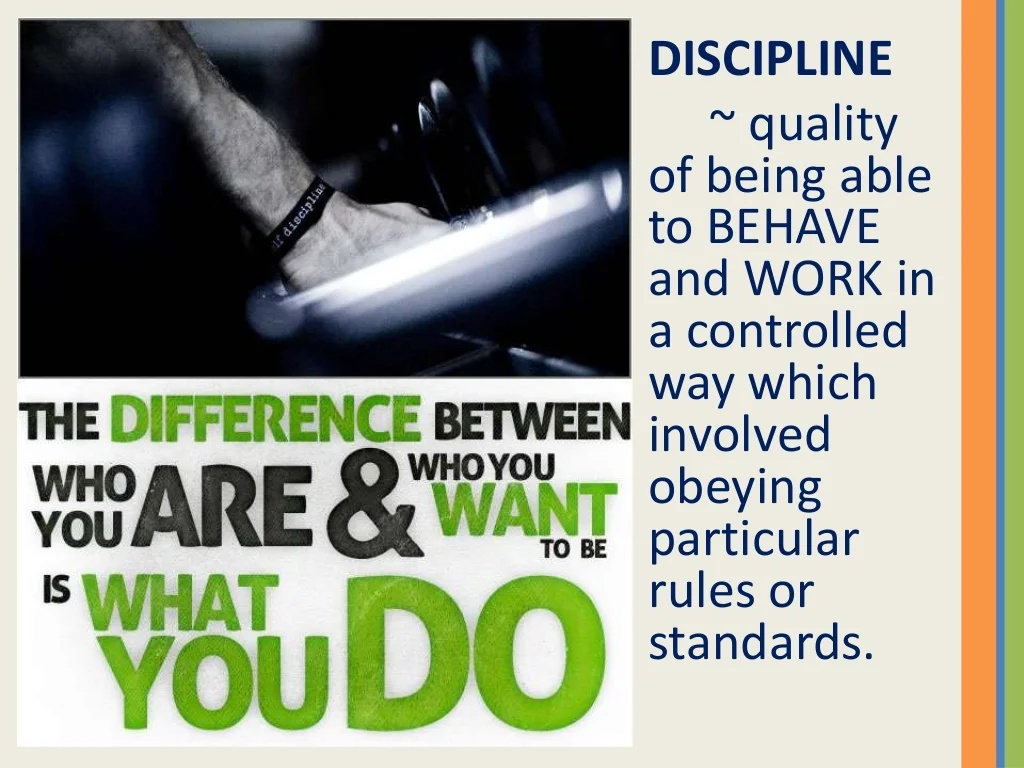 DISCIPLINE
~ quality
of being able
to BEHAVE
and WORK in
a controlled
way which
involved
obeying
particular
rules or
standards.
discipline
THE DIFFERENCE BETWEEN
WHO YOU ARE & WHO YOU WANT TO BE
IS WHAT
YOU DO